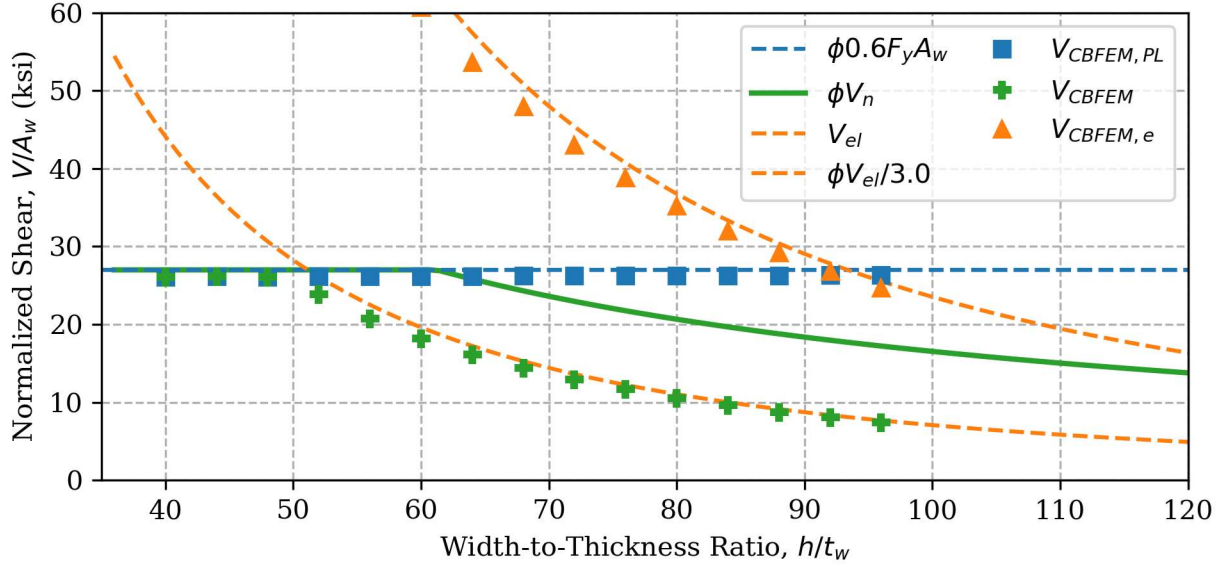 60
50
40
30
20
10
0
Normalized Shear, V/A_w (ksi)
ϕ0.6F_yA_w
ϕV_n
V_el
ϕV_el/3.0
V_CBFEM,PL
V_CBFEM
V_CBFEM,e
40 50 60 70 80 90 100 110 120
Width-to-Thickness Ratio, h/t_w